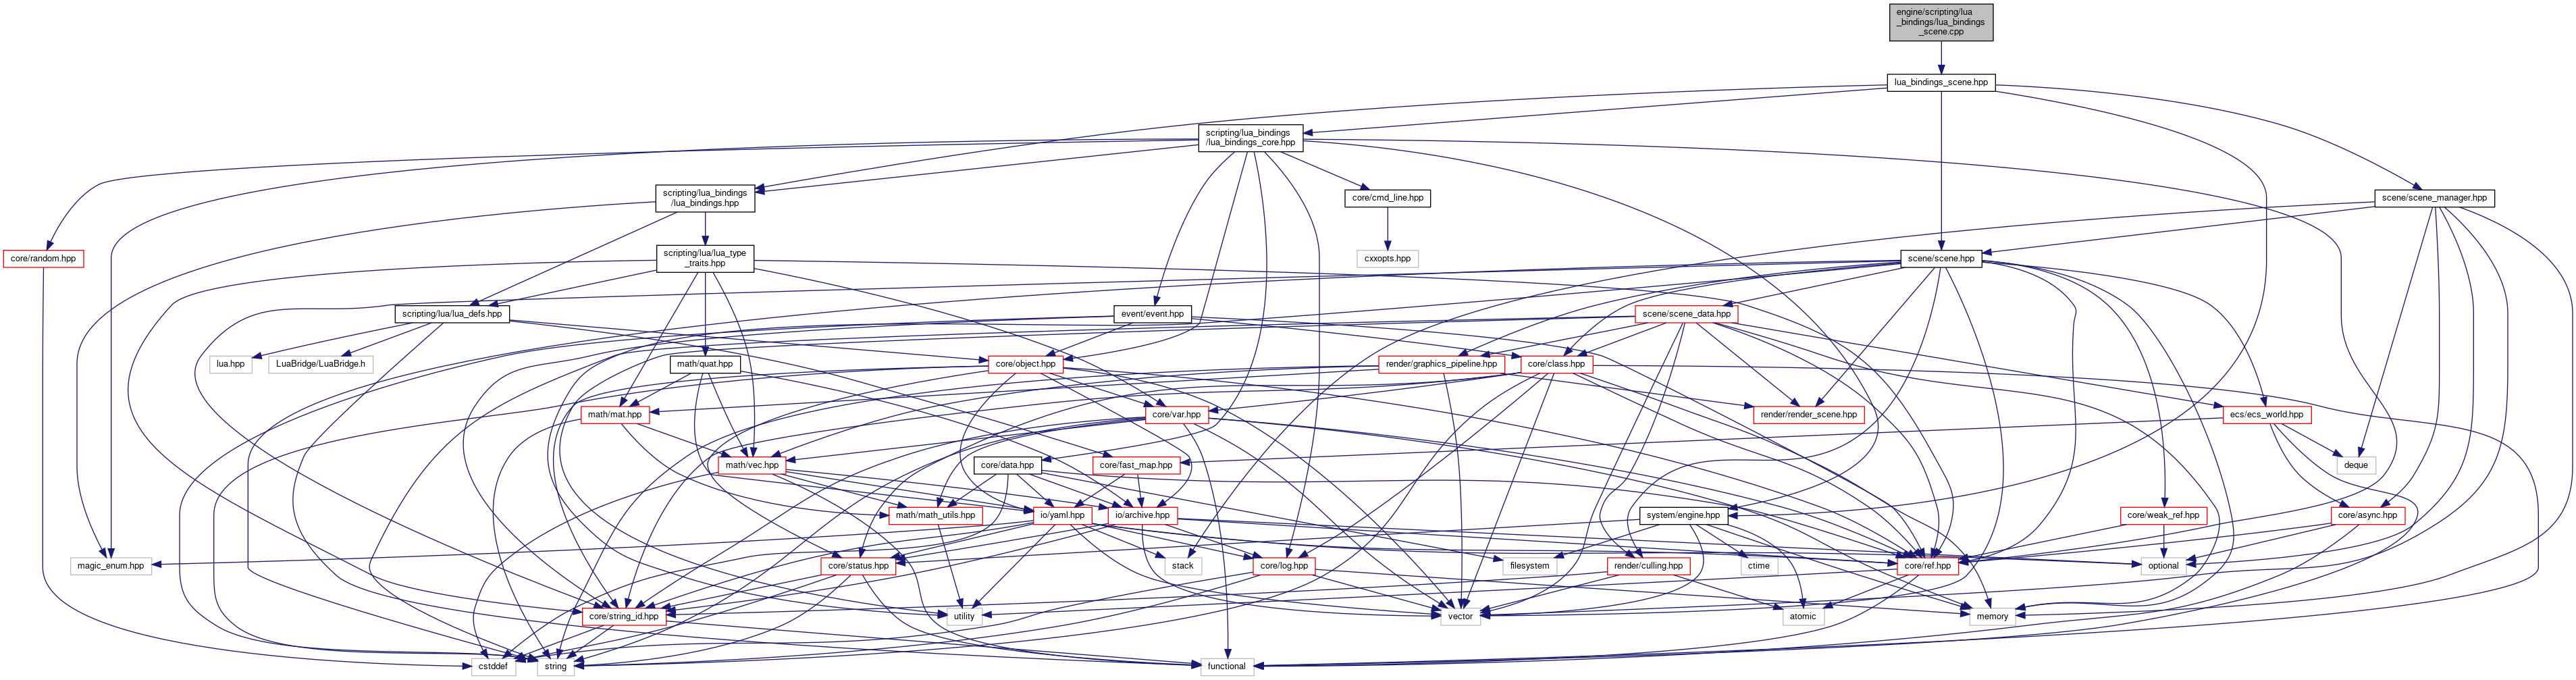 engine/scripting/lua
_bindings/lua_bindings
_scene.cpp
lua_bindings_scene.hpp
scripting/lua_bindings
/lua_bindings_core.hpp
scripting/lua_bindings
/lua_bindings.hpp
core/cmd_line.hpp
scene/scene_manager.hpp
core/random.hpp
scripting/lua/lua_type
_traits.hpp
cxxopts.hpp
scene/scene.hpp
scripting/lua/lua_defs.hpp
event/event.hpp
scene/scene_data.hpp
lua.hpp
LuaBridge/LuaBridge.h
math/quat.hpp
core/object.hpp
render/graphics_pipeline.hpp
core/class.hpp
math/mat.hpp
core/var.hpp
render/render_scene.hpp
ecs/ecs_world.hpp
math/vec.hpp
core/data.hpp
core/fast_map.hpp
deque
math/math_utils.hpp
io/yaml.hpp
io/archive.hpp
system/engine.hpp
core/weak_ref.hpp
core/async.hpp
magic_enum.hpp
core/status.hpp
stack
core/log.hpp
filesystem
render/culling.hpp
ctime
core/ref.hpp
optional
core/string_id.hpp
utility
vector
atomic
memory
cstddef
string
functional